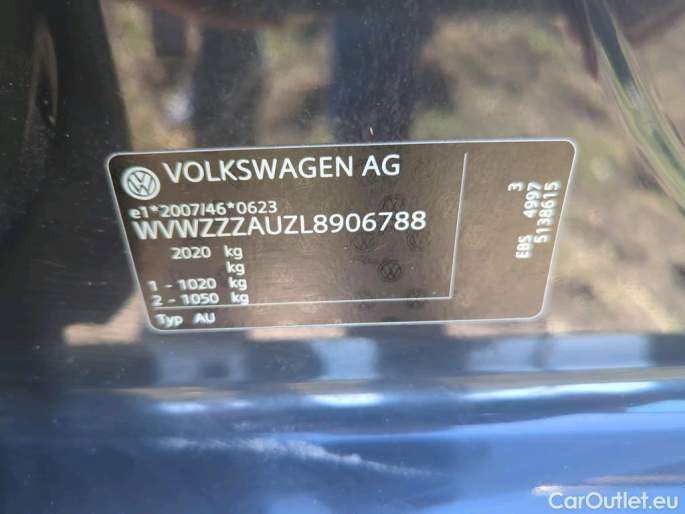 VOLKSWAGEN AG
e1*2007/46*0623
WVWZZZAUZL8906788
2020 kg
kg
1 - 1020 kg
2 - 1050 kg
Typ AU
3
4997
EBS 5138615
CarOutlet.eu